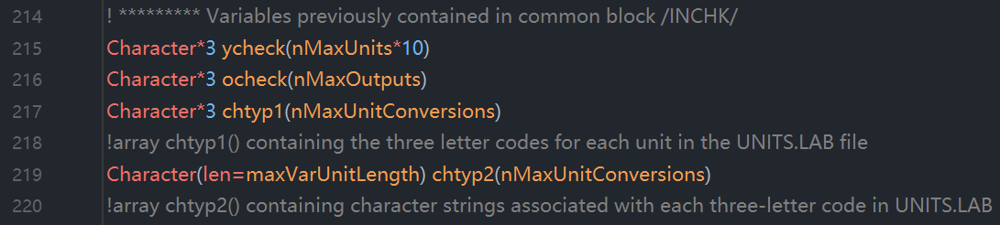 214 ! ********* Variables previously contained in common block /INCHK/
215 Character*3 ycheck(nMaxUnits*10)
216 Character*3 ocheck(nMaxOutputs)
217 Character*3 chtyp1(nMaxUnitConversions)
218 !array chtyp1() containing the three letter codes for each unit in the UNITS.LAB file
219 Character(len=maxVarUnitLength) chtyp2(nMaxUnitConversions)
220 !array chtyp2() containing character strings associated with each three-letter code in UNITS.LAB